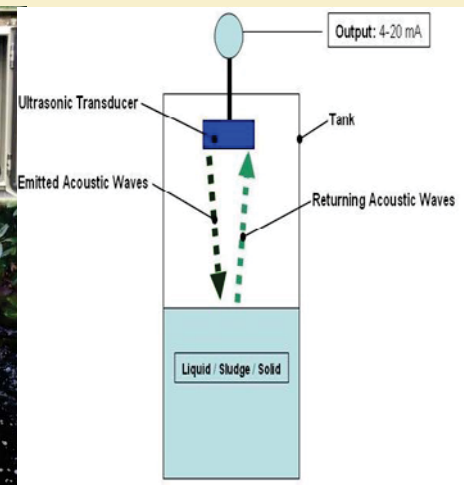 Output: 4-20 mA
Ultrasonic Transducer
Tank
Emitted Acoustic Waves
Returning Acoustic Waves
Liquid / Sludge / Solid